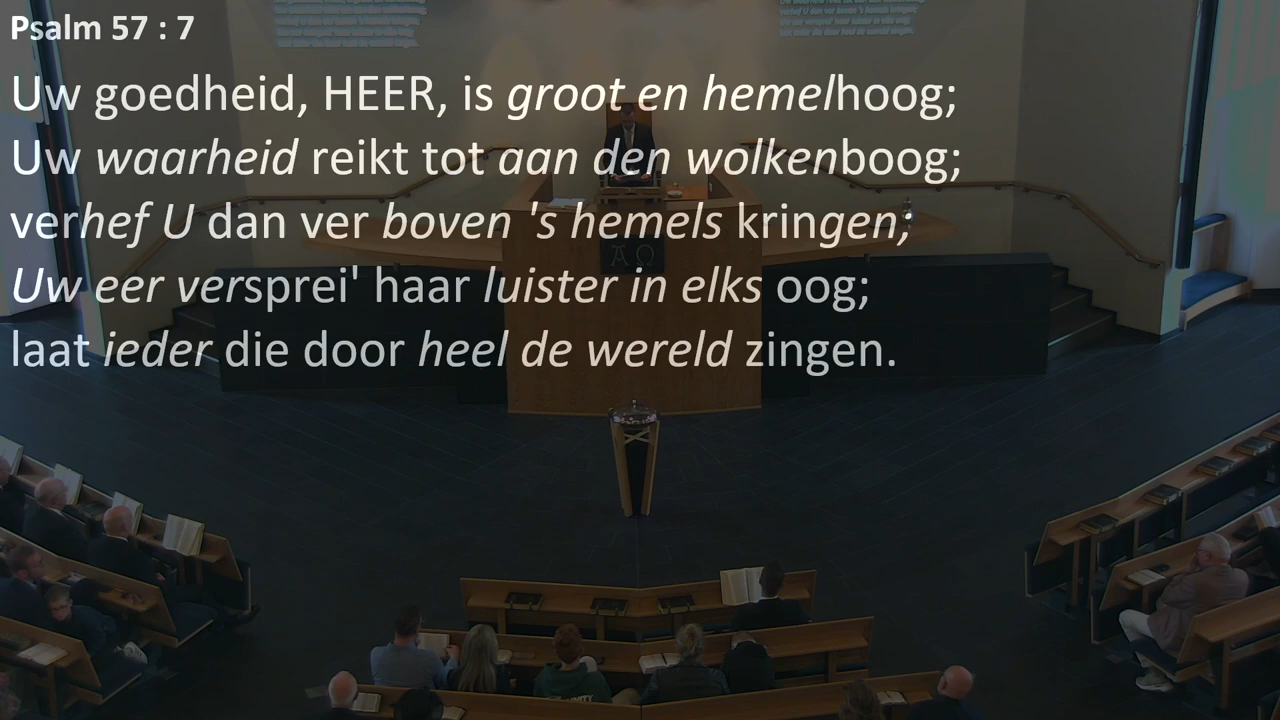 Psalm 57 : 7
Uw goedheid, HEER, is groot en hemelhoog;
Uw waarheid reikt tot aan den wolkenboog;
verhef U dan ver boven 's hemels kringen;
Uw eer versprei' haar luister in elks oog;
laat ieder die door heel de wereld zingen.
ΑΩ